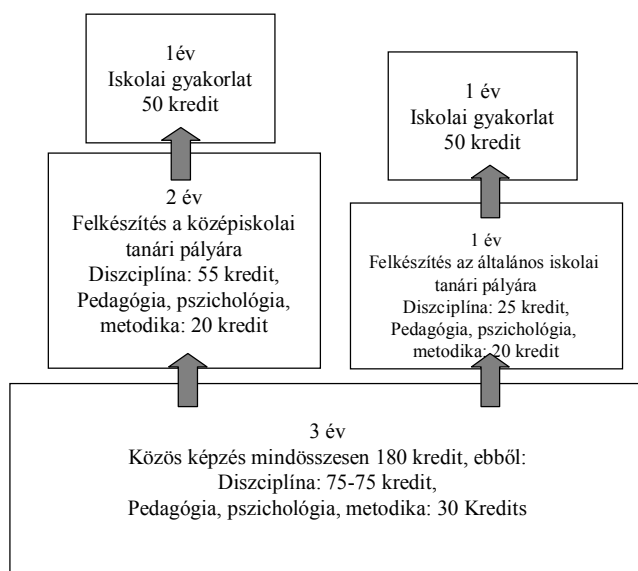 1év
Iskolai gyakorlat
50 kredit
1 év
Iskolai gyakorlat
50 kredit
2 év
Felkészítés a középiskolai
tanári pályára
Diszciplína: 55 kredit,
Pedagógia, pszichológia,
metodika: 20 kredit
1 év
Felkészítés az általános iskolai
tanári pályára
Diszciplína: 25 kredit,
Pedagógia, pszichológia,
metodika: 20 kredit
3 év
Közös képzés mindösszesen 180 kredit, ebből:
Diszciplína: 75-75 kredit,
Pedagógia, pszichológia, metodika: 30 Kredits